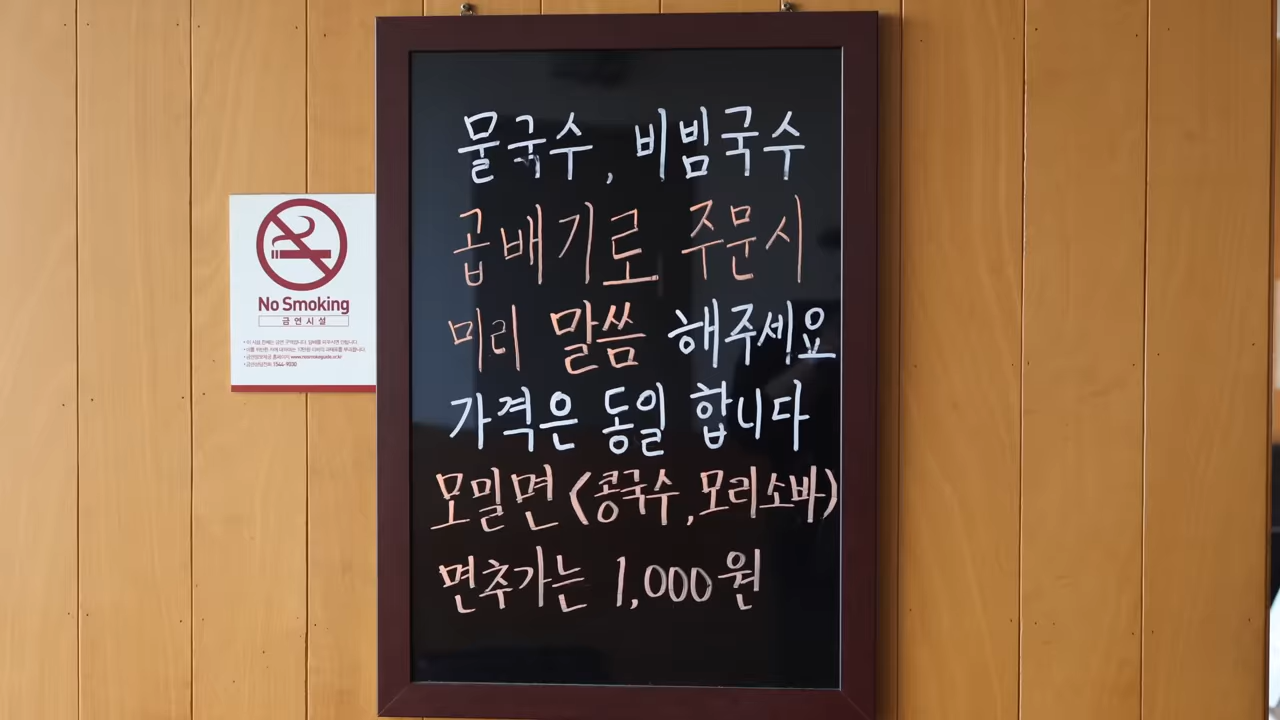 물국수, 비빔국수
곱배기로 주문시
미리 말씀 해주세요
가격은 동일 합니다
모밀면 (콩국수, 모리소바)
면추가는 1,000원
No Smoking
금연시설